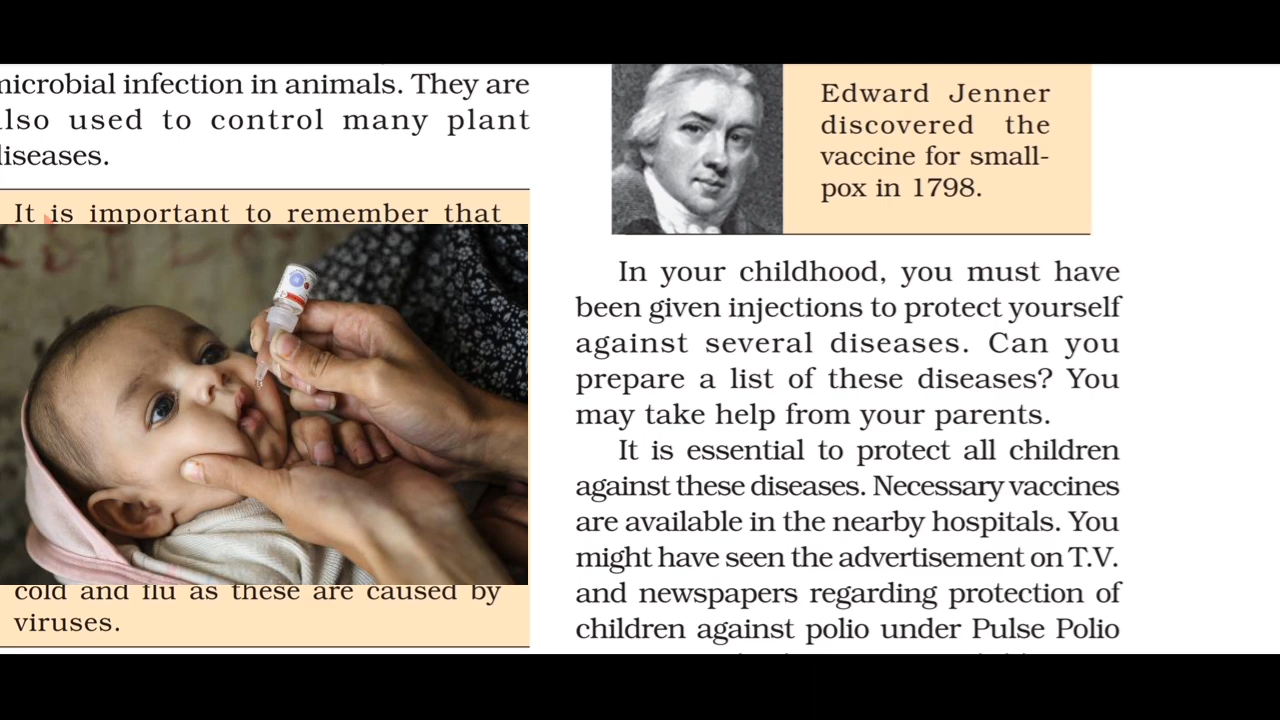 microbial infection in animals. They are
also used to control many plant
diseases.
It is important to remember that
cold and flu as these are caused by
viruses.
Edward Jenner
discovered the
vaccine for small-
pox in 1798.
In your childhood, you must have
been given injections to protect yourself
against several diseases. Can you
prepare a list of these diseases? You
may take help from your parents.
It is essential to protect all children
against these diseases. Necessary vaccines
are available in the nearby hospitals. You
might have seen the advertisement on T.V.
and newspapers regarding protection of
children against polio under Pulse Polio